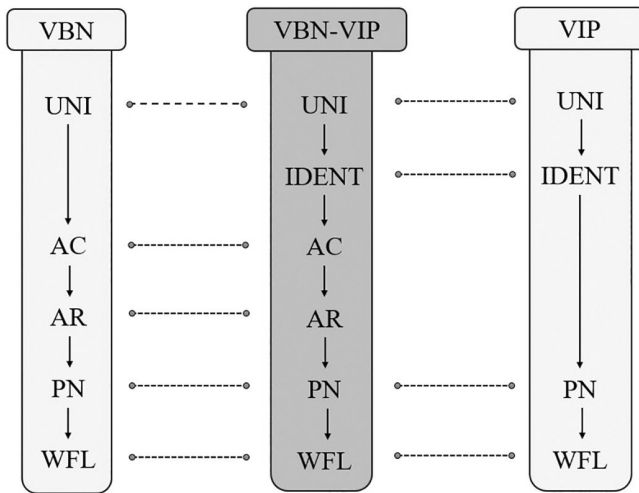 VBN VBN-VIP VIP
UNI UNI UNI
IDENT IDENT
AC AC
AR AR
PN PN PN
WFL WFL WFL